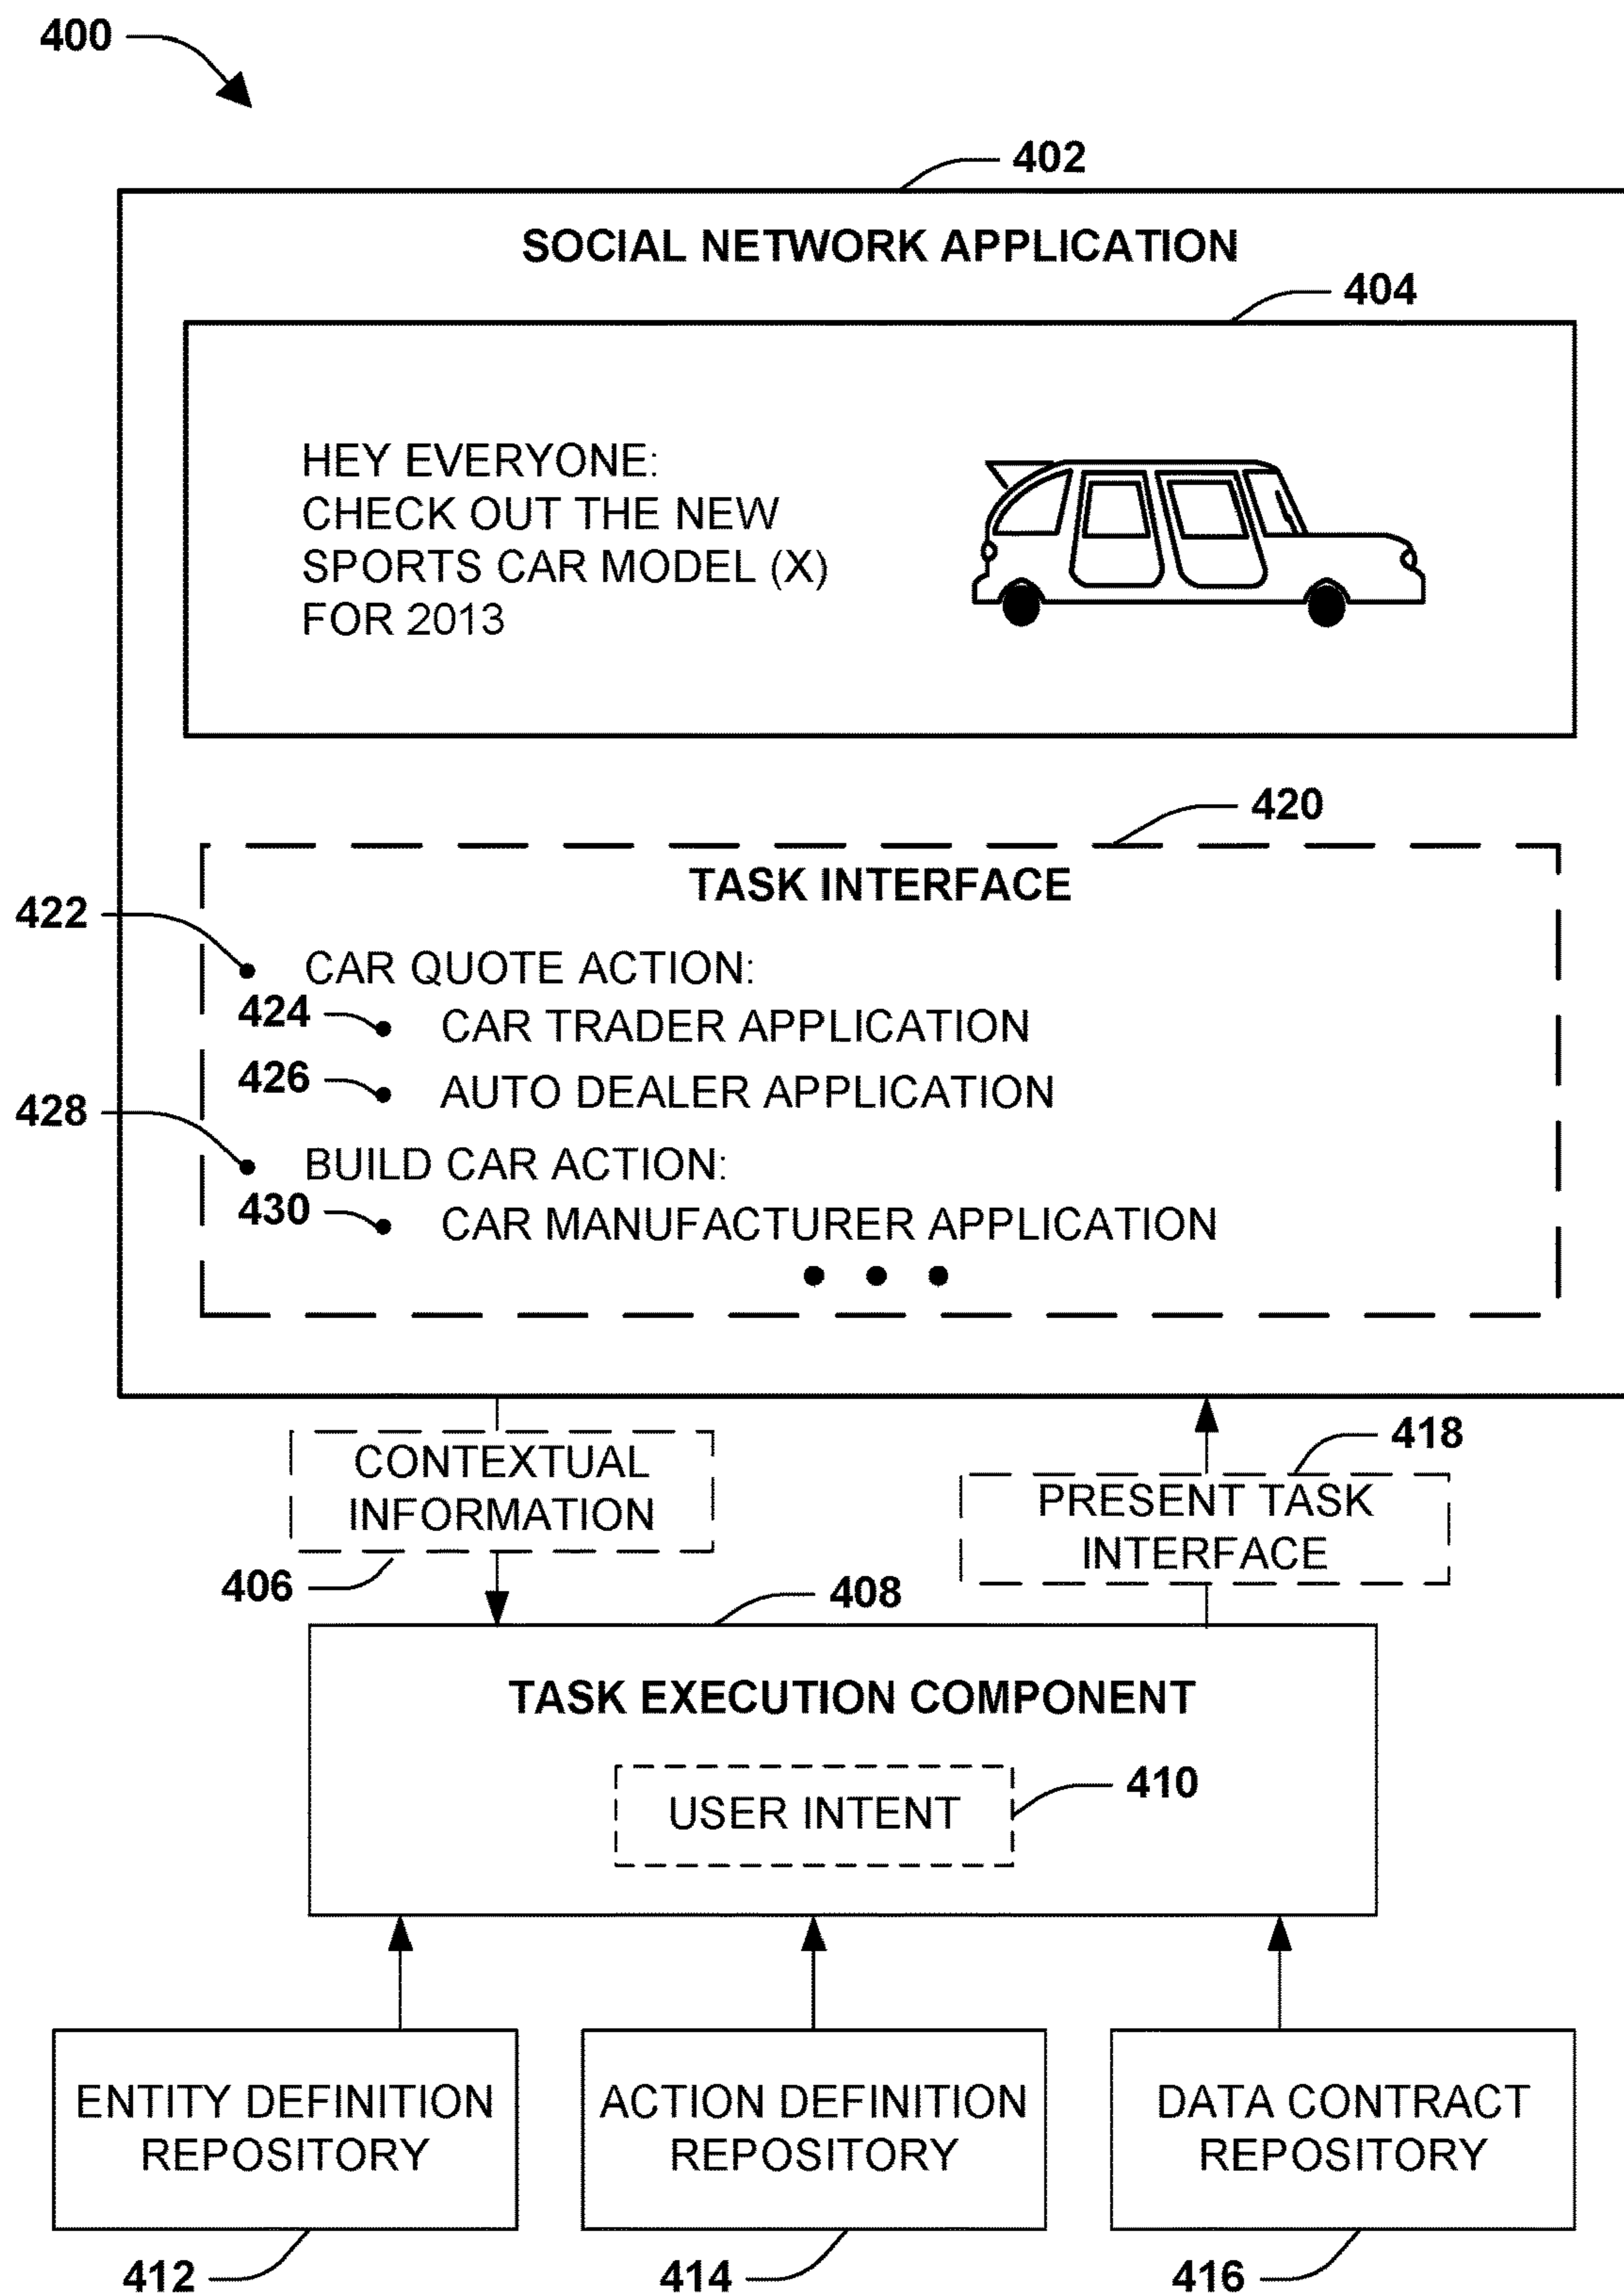 400
402
SOCIAL NETWORK APPLICATION
404
HEY EVERYONE:
CHECK OUT THE NEW
SPORTS CAR MODEL (X)
FOR 2013
420
TASK INTERFACE
422
• CAR QUOTE ACTION:
424
• CAR TRADER APPLICATION
426
• AUTO DEALER APPLICATION
428
• BUILD CAR ACTION:
430
• CAR MANUFACTURER APPLICATION
• • •
CONTEXTUAL
INFORMATION
406
418
PRESENT TASK
INTERFACE
408
TASK EXECUTION COMPONENT
USER INTENT
410
ENTITY DEFINITION
REPOSITORY
412
ACTION DEFINITION
REPOSITORY
414
DATA CONTRACT
REPOSITORY
416